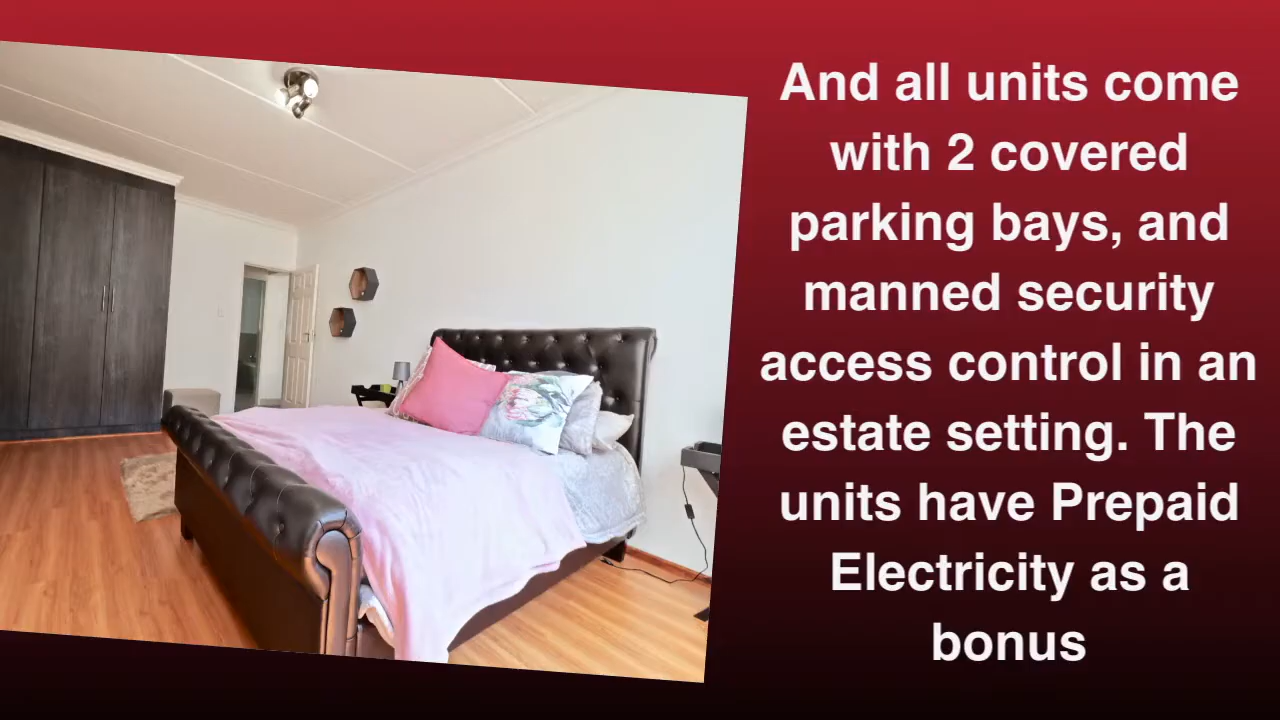 And all units come
with 2 covered
parking bays, and
manned security
access control in an
estate setting. The
units have Prepaid
Electricity as a
bonus